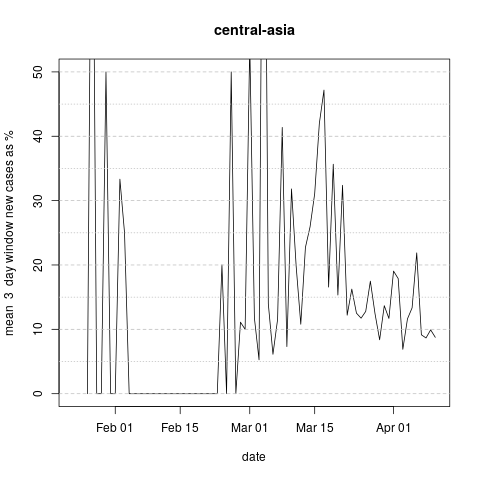 central-asia
mean 3 day window new cases as %
50
40
30
20
10
0
Feb 01
Feb 15
Mar 01
Mar 15
Apr 01
date